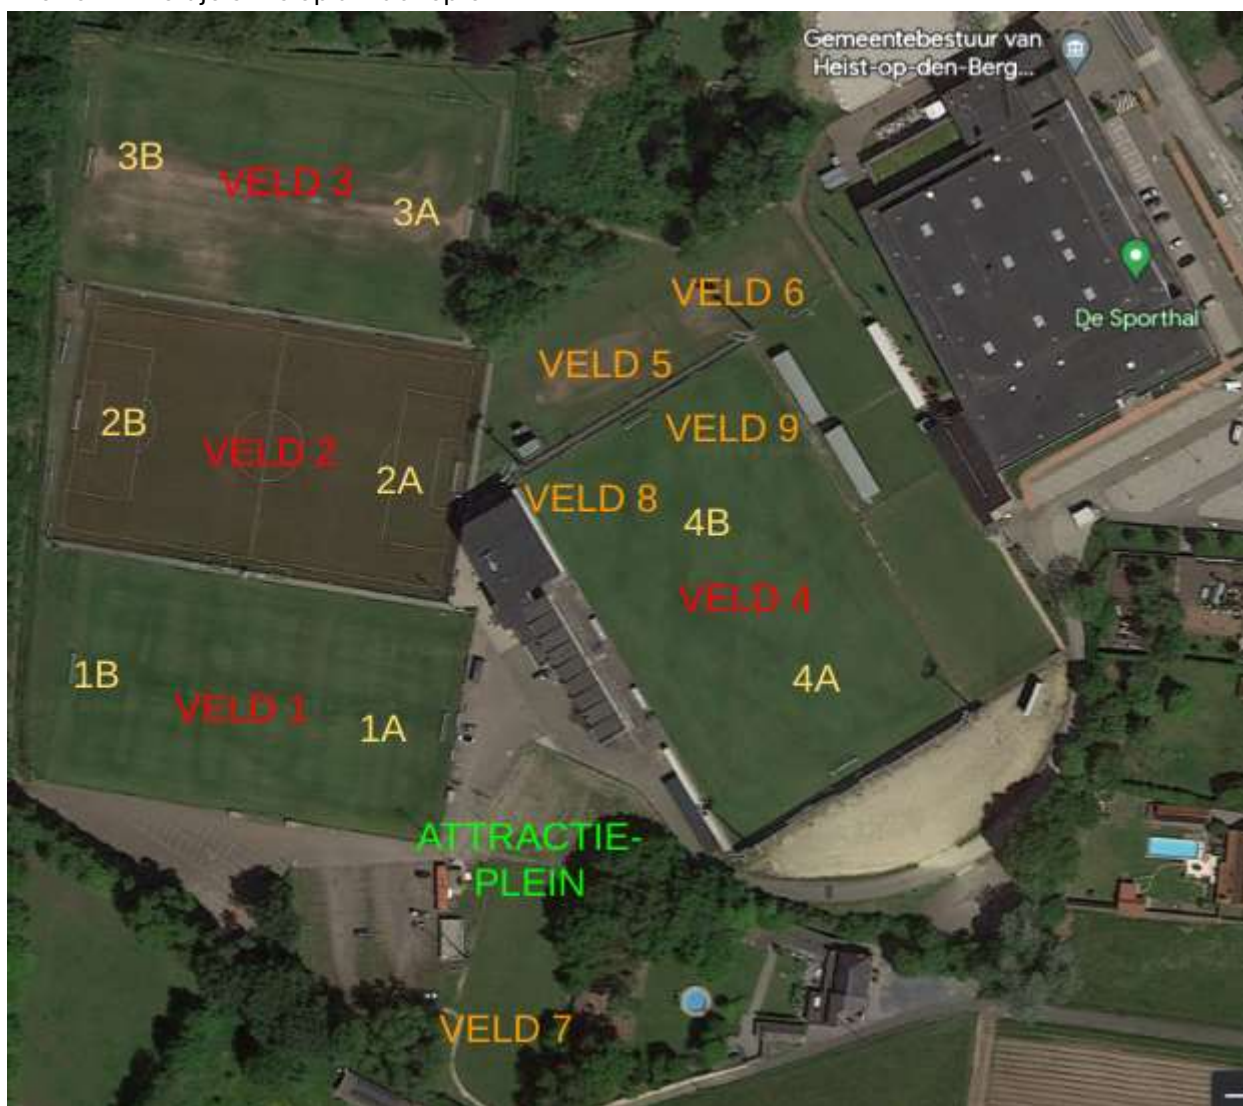 Gemeentebestuur van
Heist-op-den-Berg...
3B
VELD 3
3A
VELD 6
De Sporthal
VELD 5
2B
VELD 2
2A
VELD 9
VELD 8
4B
VELD 4
1B
VELD 1
1A
4A
ATTRACTIE-
PLEIN
VELD 7